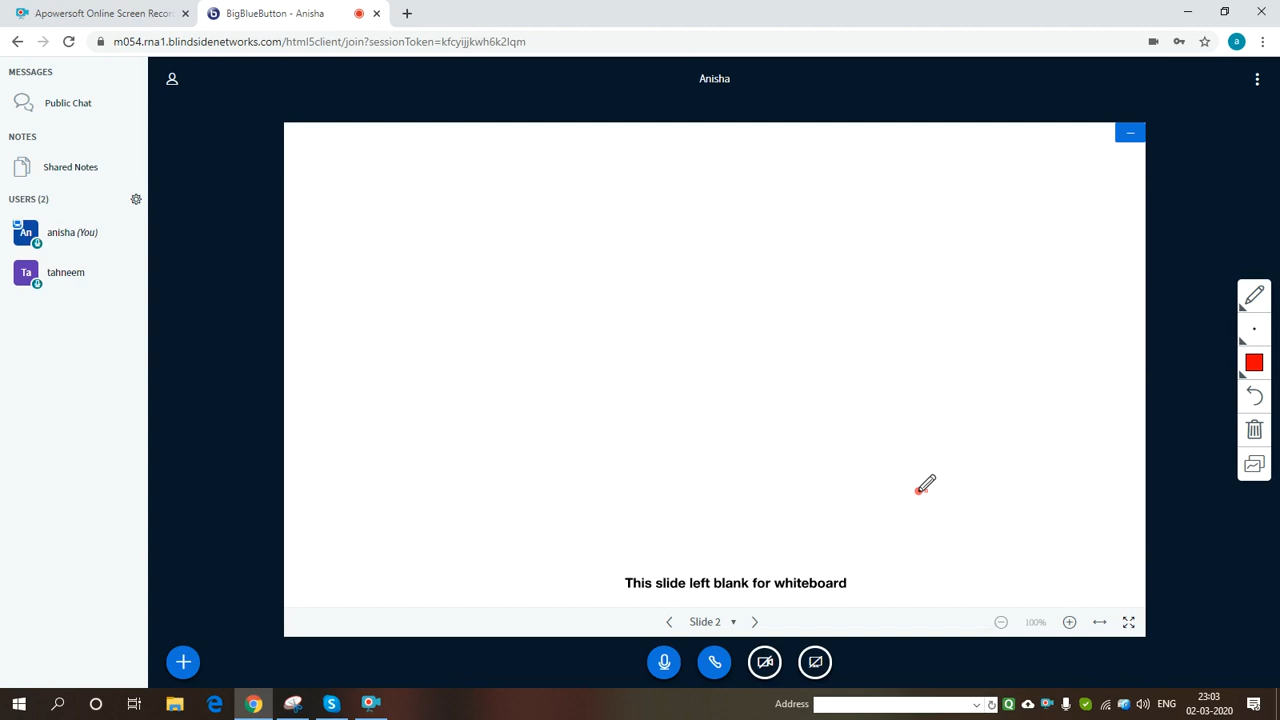 Apowersoft Online Screen Record
BigBlueButton - Anisha
m054.rna1.blindsidenetworks.com/html5client/join?sessionToken=kfcyijjkwh6k2lqm
a
MESSAGES
Public Chat
NOTES
Shared Notes
USERS (2)
An
anisha (You)
Ta
tahneem
Anisha
This slide left blank for whiteboard
Slide 2
100%
Address
ENG
23:03
02-03-2020